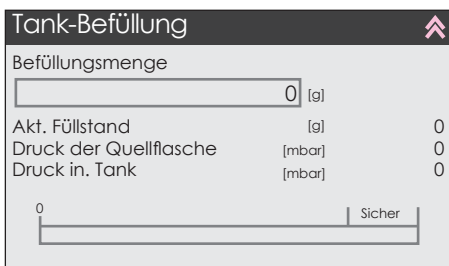 Tank-Befüllung
Befüllungsmenge
0 [g]
Akt. Füllstand [g] 0
Druck der Quellflasche [mbar] 0
Druck in. Tank [mbar] 0
0 Sicher